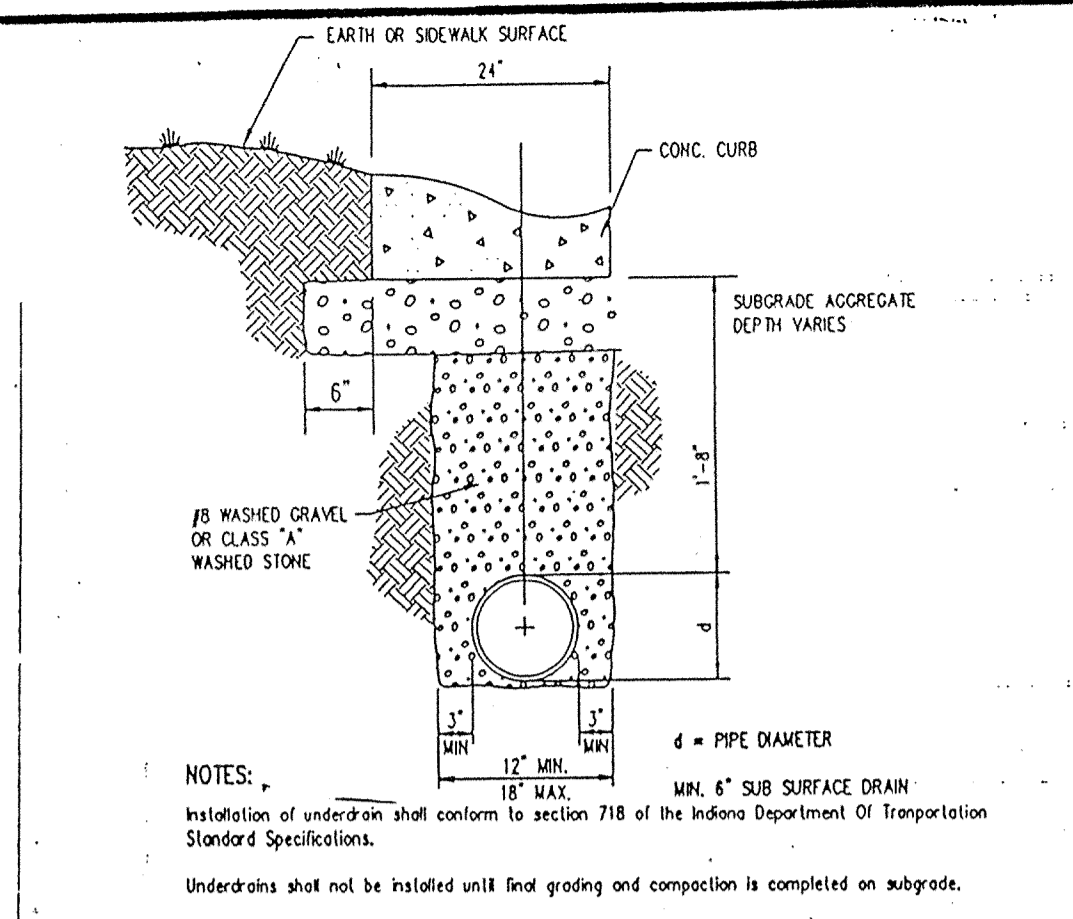 EARTH OR SIDEWALK SURFACE
24"
CONC. CURB
SUBGRADE AGGREGATE
DEPTH VARIES
6"
1'-8"
#8 WASHED GRAVEL
OR CLASS "A"
WASHED STONE
d
3"
MIN
3"
MIN
d = PIPE DIAMETER
12" MIN.
18" MAX.
MIN. 6" SUB SURFACE DRAIN
NOTES:
Installation of underdrain shall conform to section 718 of the Indiana Department Of Tranportation
Standard Specifications.
Underdrains shall not be installed until final grading and compaction is completed on subgrade.